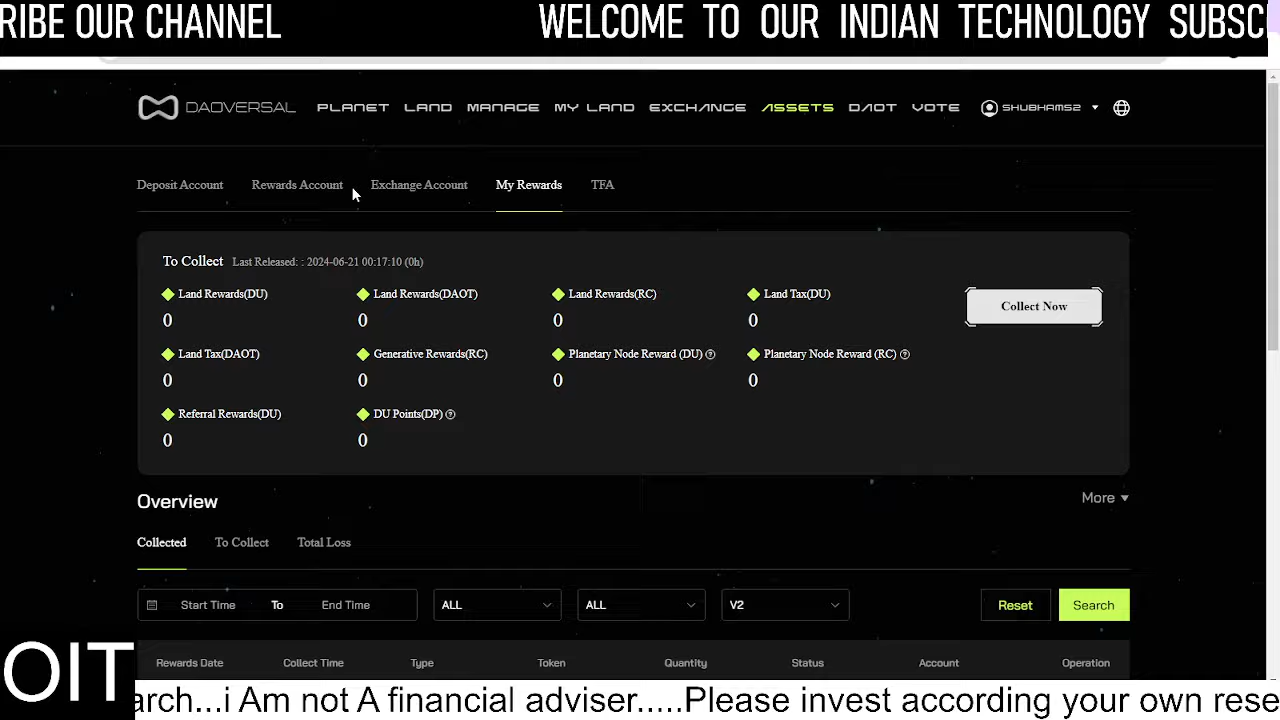 RIBE OUR CHANNEL WELCOME TO OUR INDIAN TECHNOLOGY SUBSC
DAOVERSAL PLANET LAND MANAGE MY LAND EXCHANGE ASSETS DAOT VOTE SHUBHAMS2
Deposit Account Rewards Account Exchange Account My Rewards TFA
To Collect Last Released: : 2024-06-21 00:17:10 (0h)
Land Rewards(DU) Land Rewards(DAOT) Land Rewards(RC) Land Tax(DU)
0 0 0 0
Collect Now
Land Tax(DAOT) Generative Rewards(RC) Planetary Node Reward (DU) Planetary Node Reward (RC)
0 0 0 0
Referral Rewards(DU) DU Points(DP)
0 0
Overview More
Collected To Collect Total Loss
Start Time To End Time ALL ALL V2 Reset Search
Rewards Date Collect Time Type Token Quantity Status Account Operation
OIT
arch...i Am not A financial adviser.....Please invest according your own rese